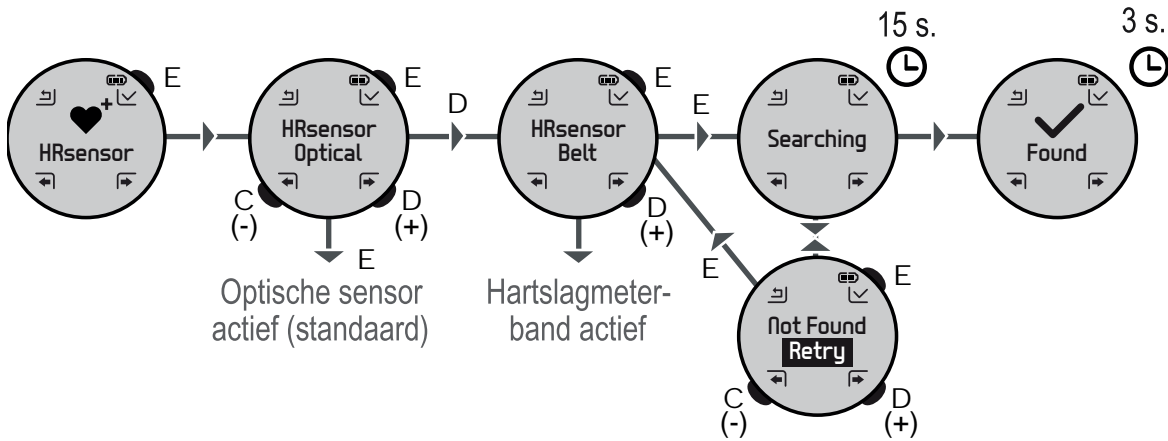 15 s.
3 s.
E
HRsensor
E
HRsensor
Optical
C
(-)
D
(+)
E
Optische sensor
actief (standaard)
D
E
HRsensor
Belt
D
(+)
Hartslagmeter-
band actief
E
Searching
Found
E
E
Not Found
Retry
C
(-)
D
(+)